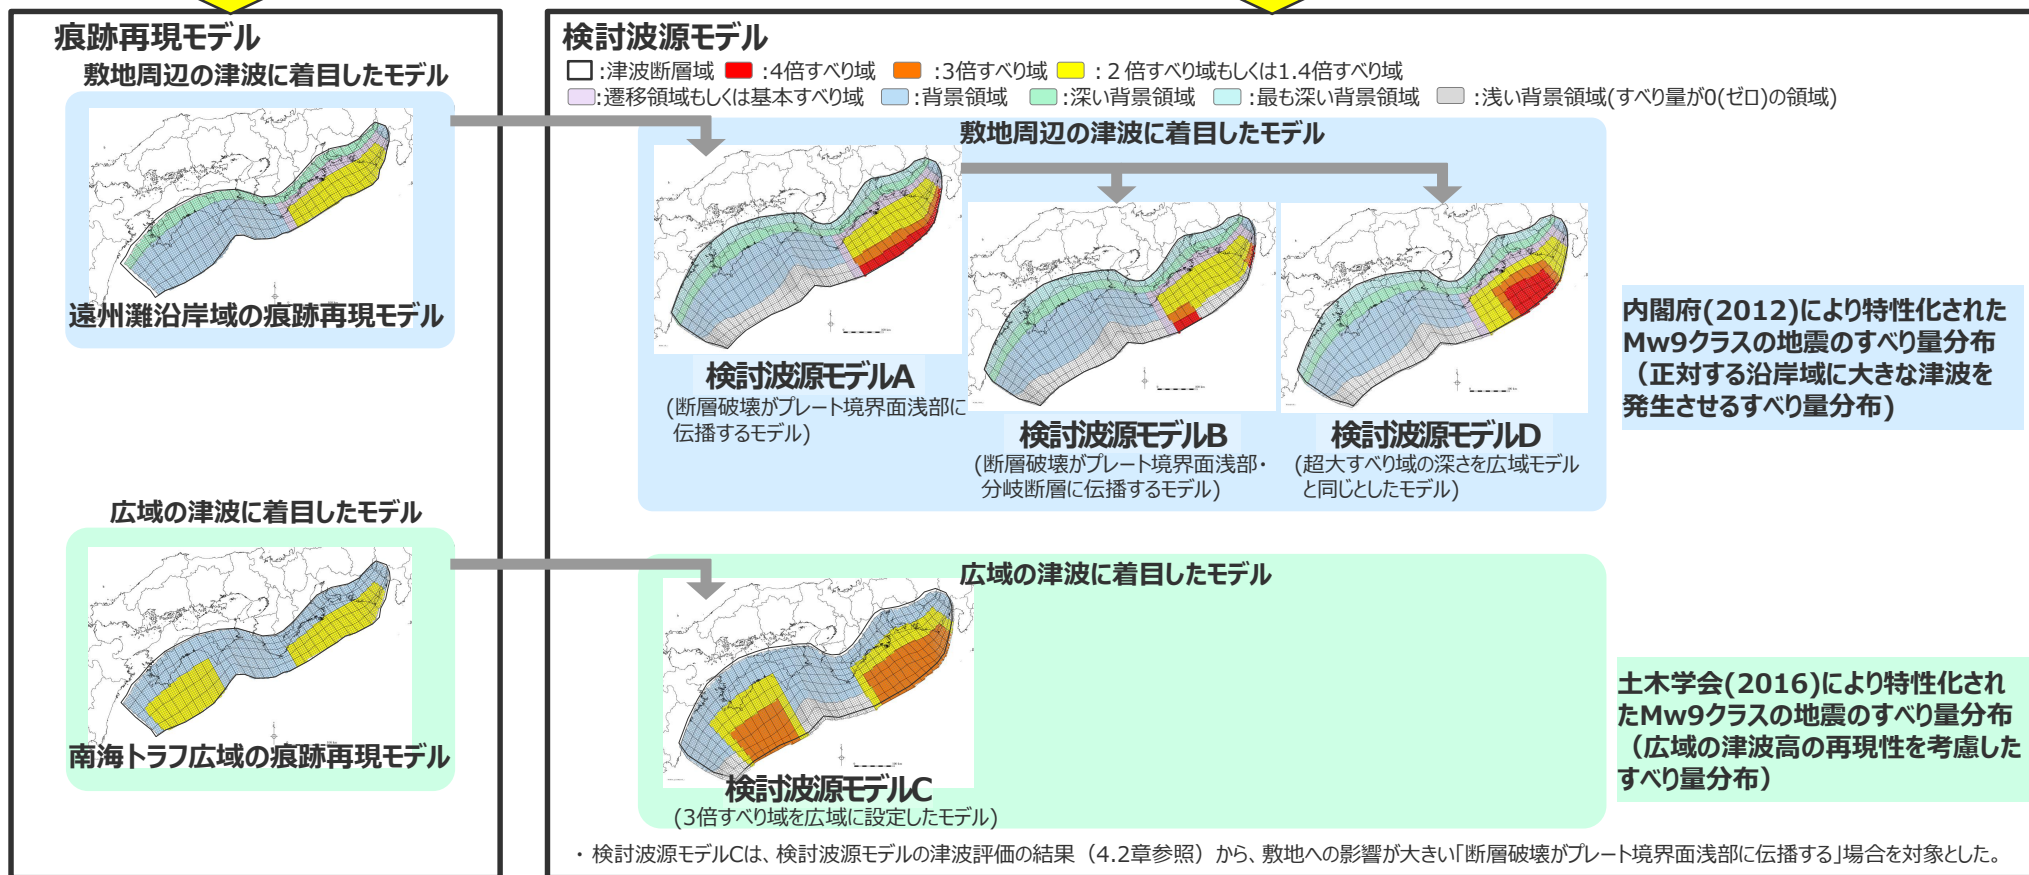 痕跡再現モデル
敷地周辺の津波に着目したモデル
遠州灘沿岸域の痕跡再現モデル
広域の津波に着目したモデル
南海トラフ広域の痕跡再現モデル
検討波源モデル
:津波断層域 :4倍すべり域 :3倍すべり域 :２倍すべり域もしくは1.4倍すべり域
:遷移領域もしくは基本すべり域 :背景領域 :深い背景領域 :最も深い背景領域 :浅い背景領域(すべり量が0(ゼロ)の領域)
敷地周辺の津波に着目したモデル
検討波源モデルA
(断層破壊がプレート境界面浅部に
伝播するモデル)
検討波源モデルB
(断層破壊がプレート境界面浅部・
分岐断層に伝播するモデル)
検討波源モデルD
(超大すべり域の深さを広域モデル
と同じとしたモデル)
内閣府(2012)により特性化された
Mw9クラスの地震のすべり量分布
（正対する沿岸域に大きな津波を
発生させるすべり量分布)
広域の津波に着目したモデル
検討波源モデルC
(3倍すべり域を広域に設定したモデル)
土木学会(2016)により特性化され
たMw9クラスの地震のすべり量分布
（広域の津波高の再現性を考慮した
すべり量分布）
・検討波源モデルCは、検討波源モデルの津波評価の結果（4.2章参照）から、敷地への影響が大きい「断層破壊がプレート境界面浅部に伝播する」場合を対象とした。